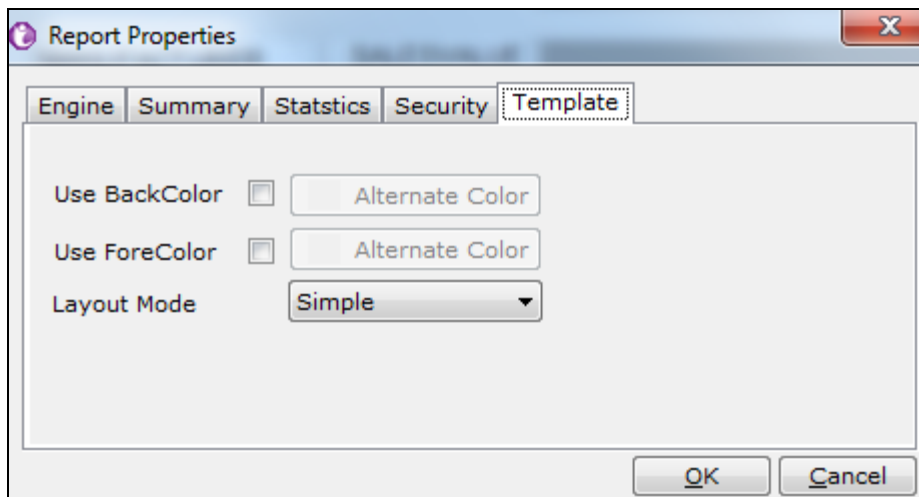 Report Properties
Engine Summary Statstics Security Template
Use BackColor Alternate Color
Use ForeColor Alternate Color
Layout Mode Simple
OK Cancel